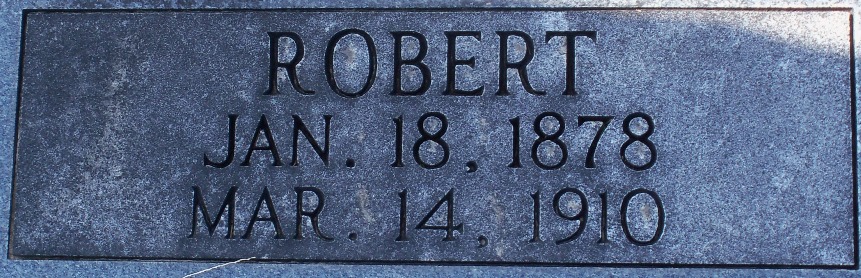 ROBERT
JAN. 18, 1878
MAR. 14, 1910